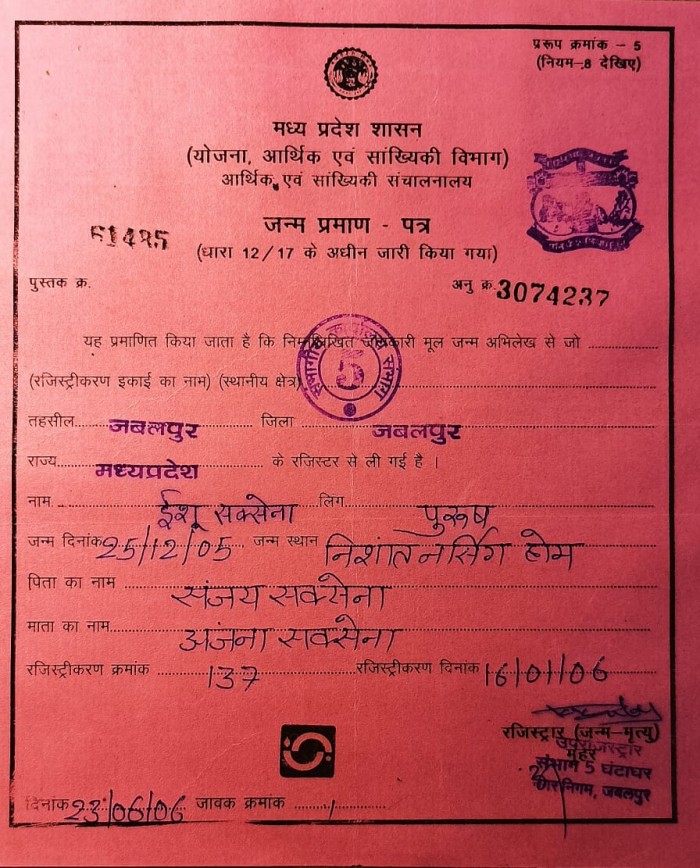 प्ररूप क्रमांक – 5
(नियम–8 देखिए)
मध्य प्रदेश शासन
(योजना, आर्थिक एवं सांख्यिकी विभाग)
आर्थिक एवं सांख्यिकी संचालनालय
जन्म प्रमाण - पत्र
(धारा 12/17 के अधीन जारी किया गया)
61485
पुस्तक क्र.
अनु क्र. 3074237
यह प्रमाणित किया जाता है कि निम्नलिखित जानकारी मूल जन्म अभिलेख से जो
(रजिस्ट्रीकरण इकाई का नाम) (स्थानीय क्षेत्र)
5
तहसील जबलपुर जिला जबलपुर
राज्य मध्यप्रदेश के रजिस्टर से ली गई है ।
नाम ईशू सक्सेना लिंग पुरूष
जन्म दिनांक 25/12/05 जन्म स्थान निशांत नर्सिंग होम
पिता का नाम संजय सक्सेना
माता का नाम अंजना सक्सेना
रजिस्ट्रीकरण क्रमांक 137 रजिस्ट्रीकरण दिनांक 16/01/06
रजिस्ट्रार (जन्म–मृत्यु)
मुहर
उपरजिस्ट्रार
संभाग 5 घंटाघर
नगर निगम, जबलपुर
दिनांक 23/06/06 जावक क्रमांक 1